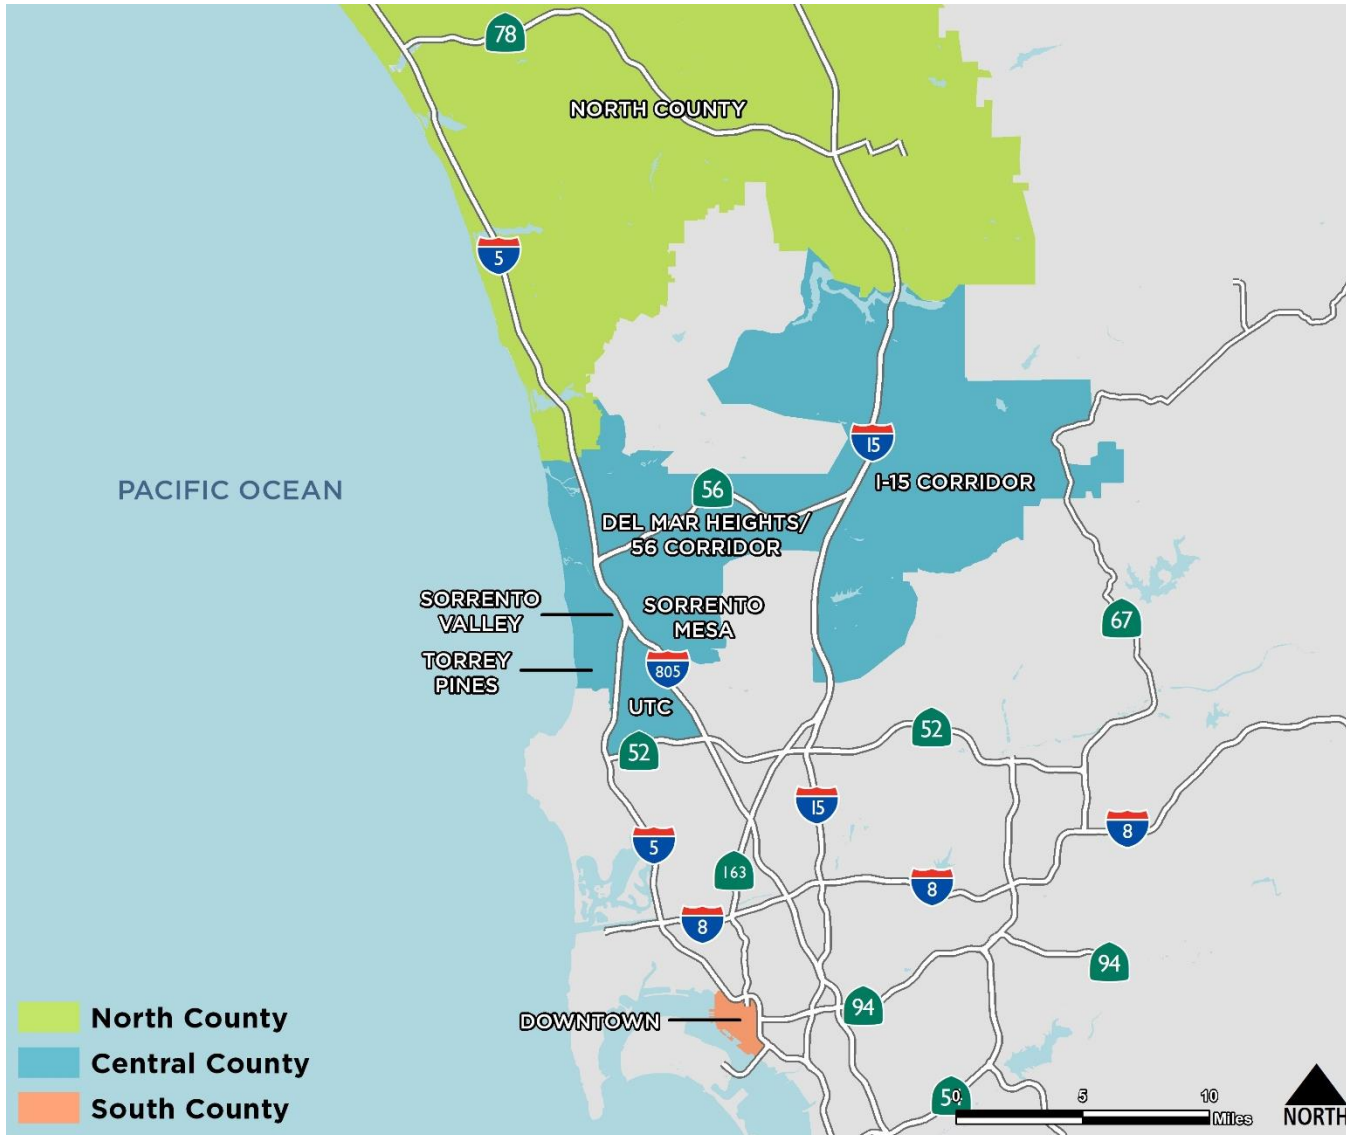 78
NORTH COUNTY
5
15
PACIFIC OCEAN
I-15 CORRIDOR
56
DEL MAR HEIGHTS/
56 CORRIDOR
SORRENTO
VALLEY
SORRENTO
MESA
67
TORREY
PINES
805
UTC
52
52
15
5
8
163
8
8
94
94
DOWNTOWN
North County
Central County
South County
54
0
5
10
Miles
NORTH